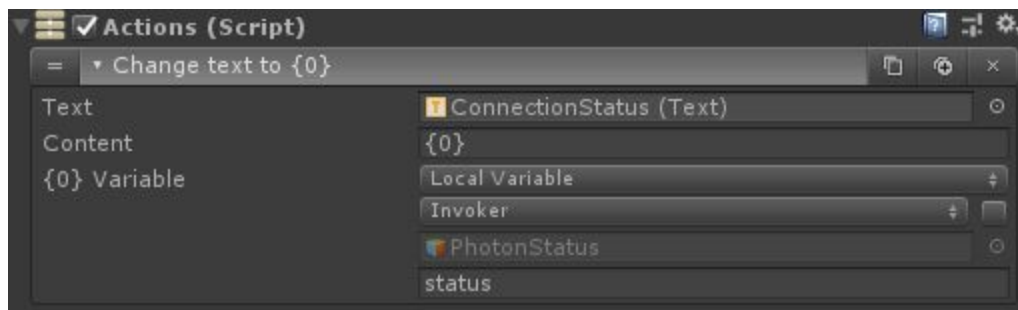 Actions (Script)
= Change text to {0}
Text ConnectionStatus (Text)
Content {0}
{0} Variable Local Variable
Invoker
PhotonStatus
status